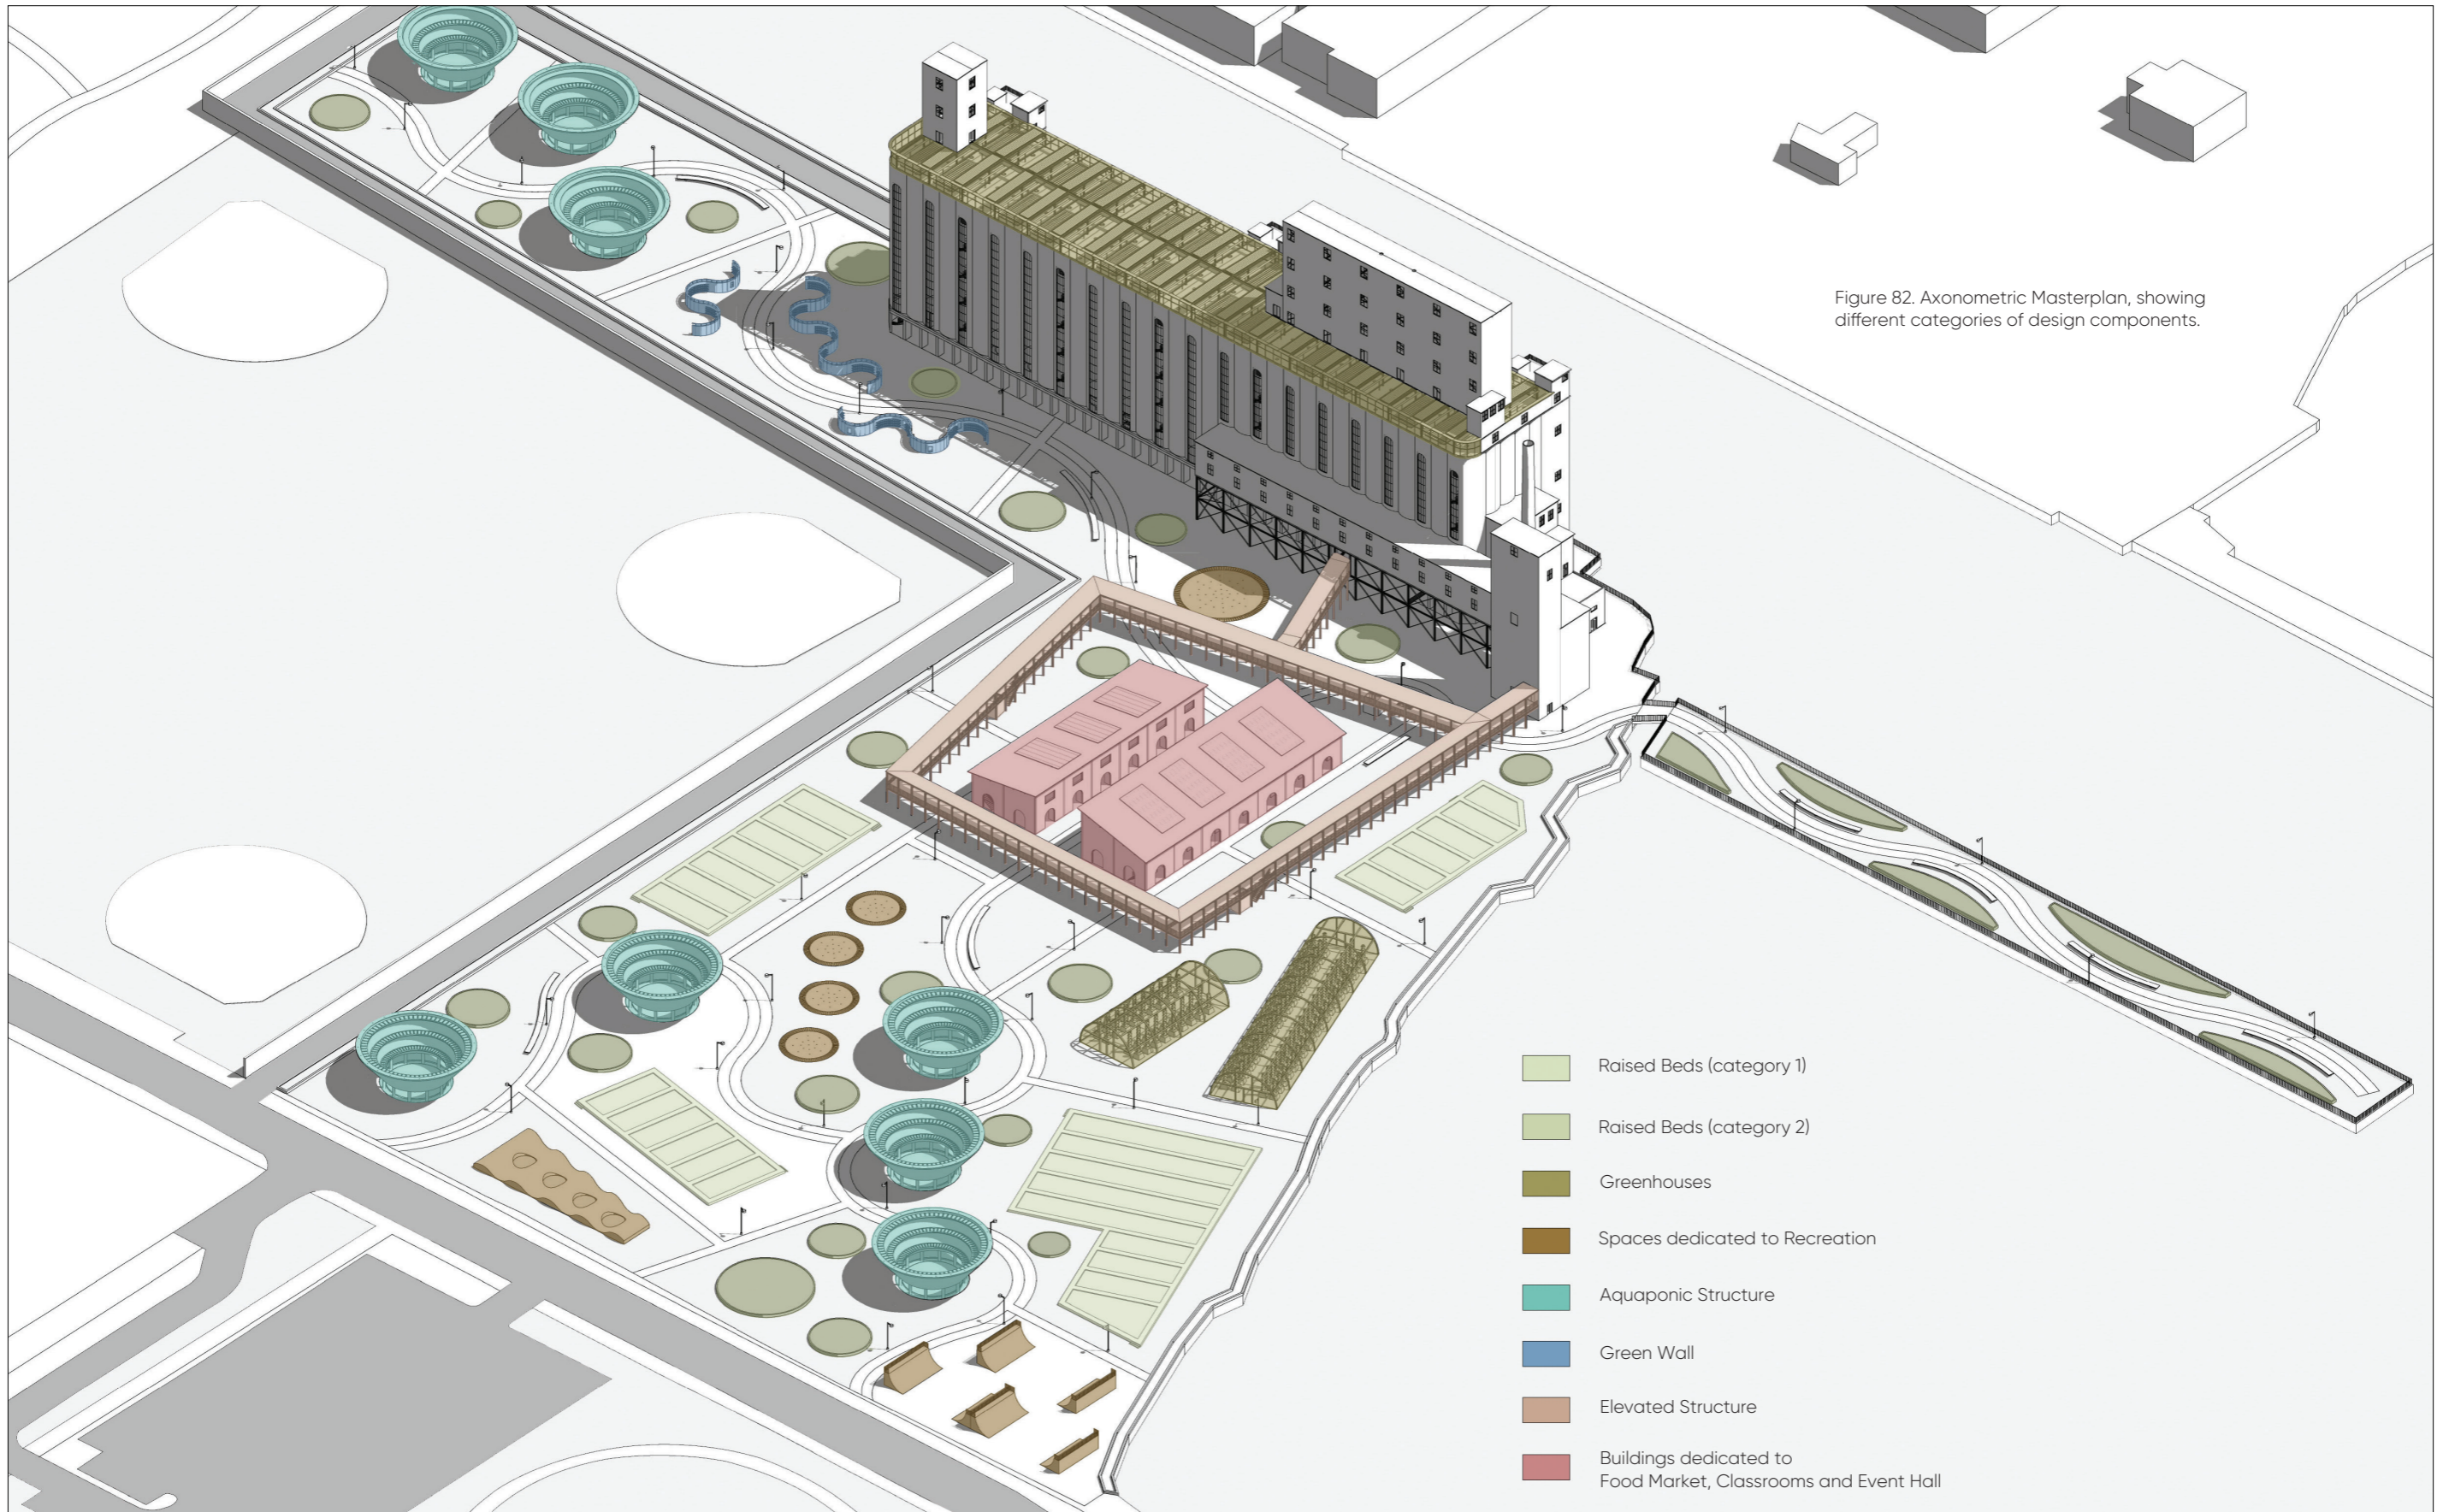 Figure 82. Axonometric Masterplan, showing
different categories of design components.
Raised Beds (category 1)
Raised Beds (category 2)
Greenhouses
Spaces dedicated to Recreation
Aquaponic Structure
Green Wall
Elevated Structure
Buildings dedicated to
Food Market, Classrooms and Event Hall